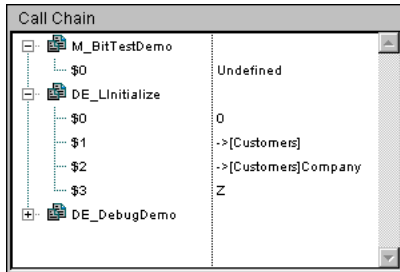 Call Chain
M_BitTestDemo
$0 Undefined
DE_LInitialize
$0 0
$1 ->[Customers]
$2 ->[Customers]Company
$3 Z
DE_DebugDemo